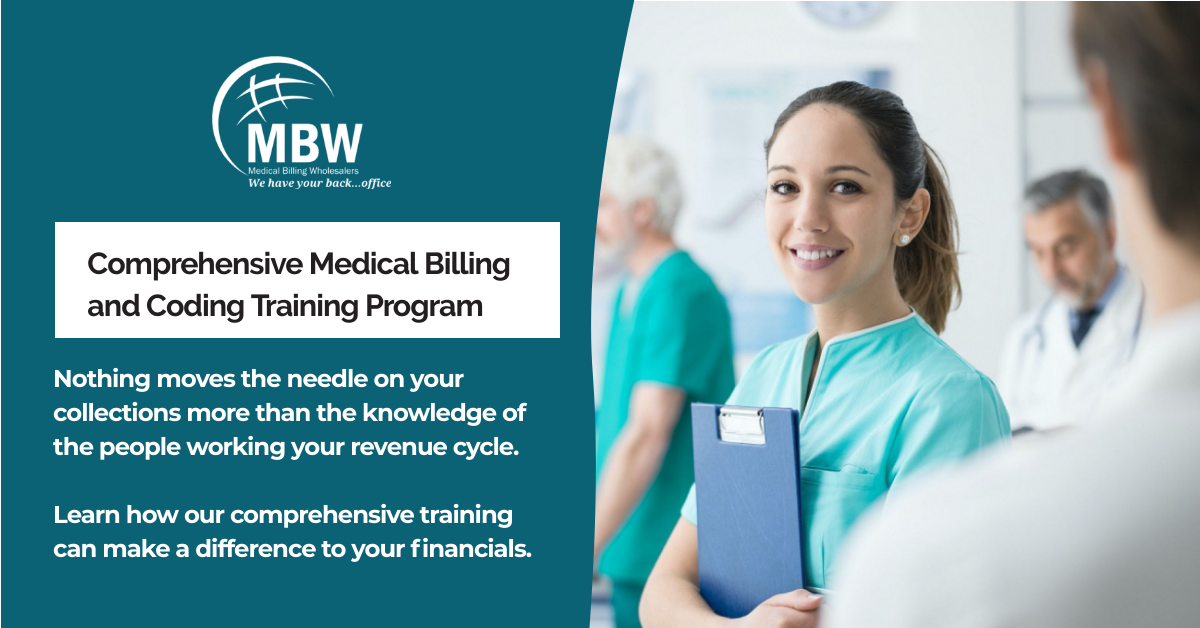 MBW
Medical Billing Wholesalers
We have your back...office
Comprehensive Medical Billing
and Coding Training Program
Nothing moves the needle on your
collections more than the knowledge of
the people working your revenue cycle.
Learn how our comprehensive training
can make a difference to your financials.